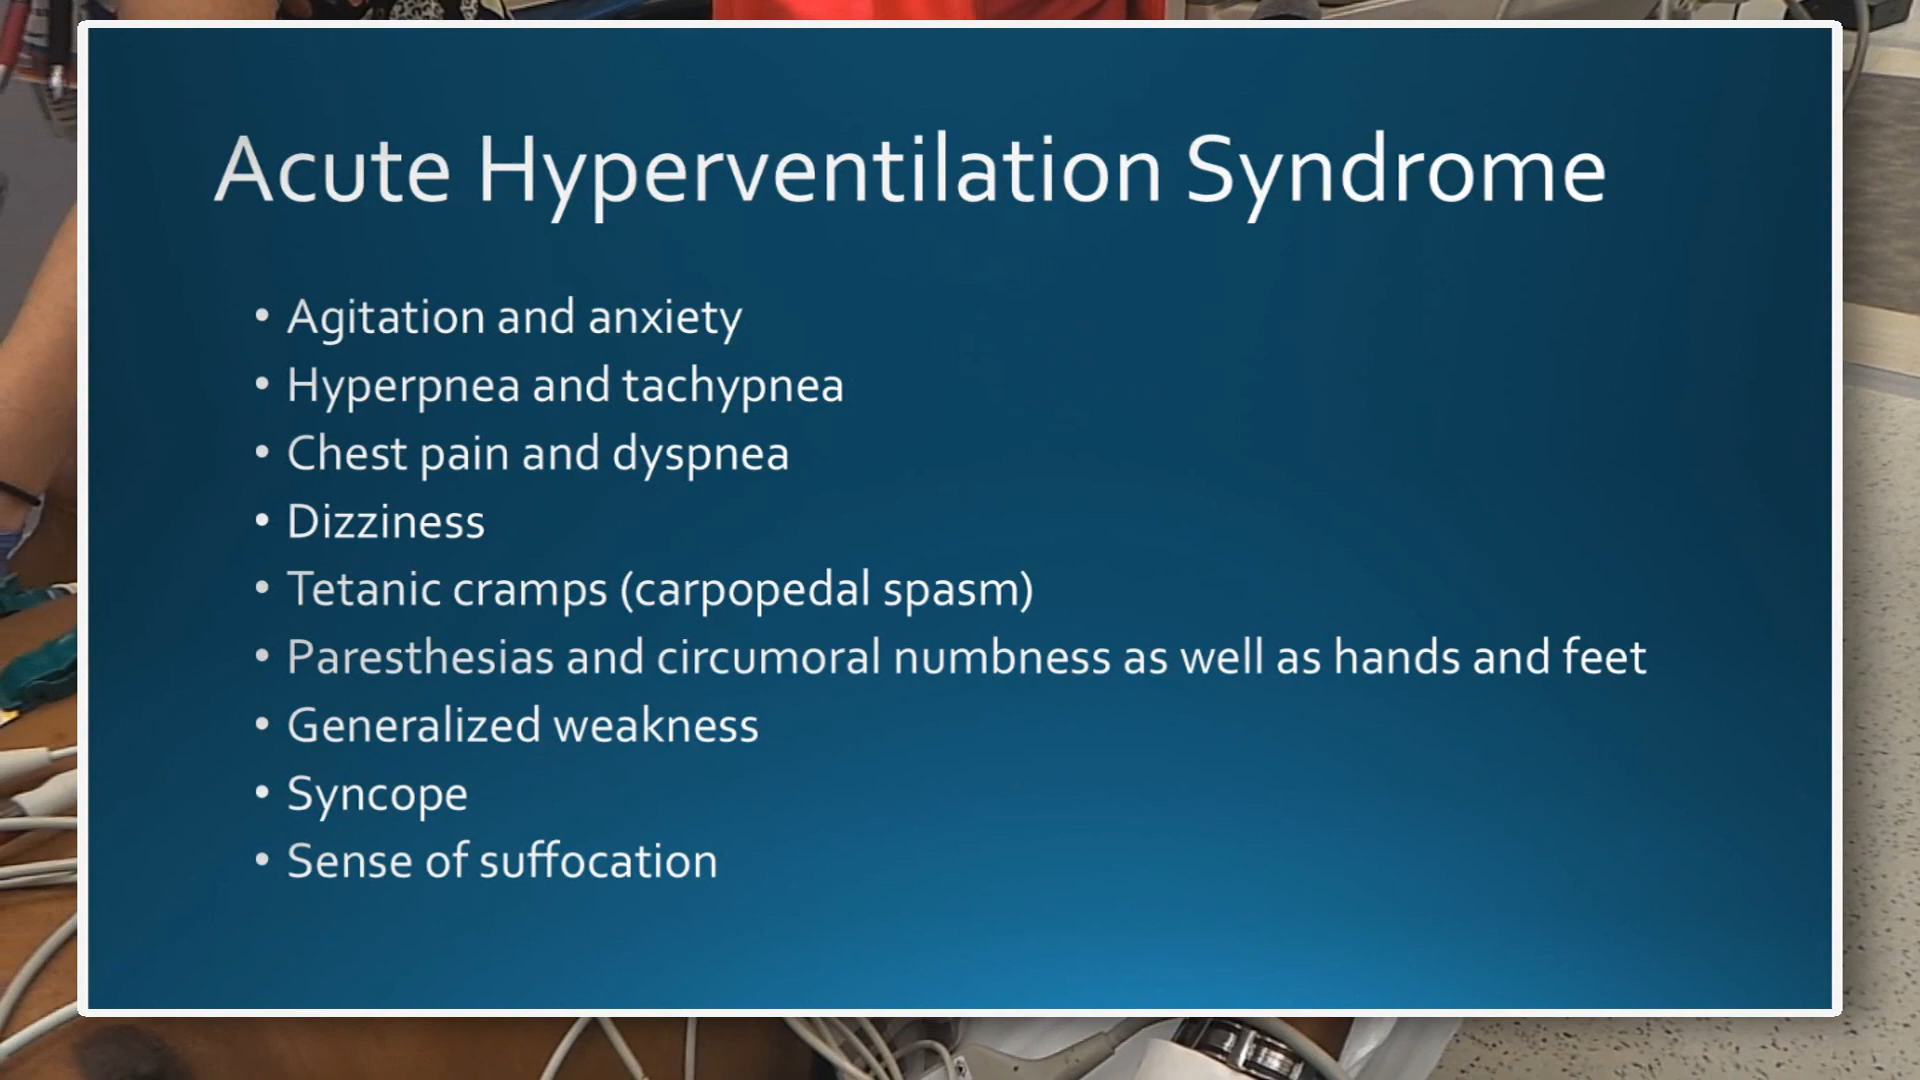 Acute Hyperventilation Syndrome
• Agitation and anxiety
• Hyperpnea and tachypnea
• Chest pain and dyspnea
• Dizziness
• Tetanic cramps (carpopedal spasm)
• Paresthesias and circumoral numbness as well as hands and feet
• Generalized weakness
• Syncope
• Sense of suffocation